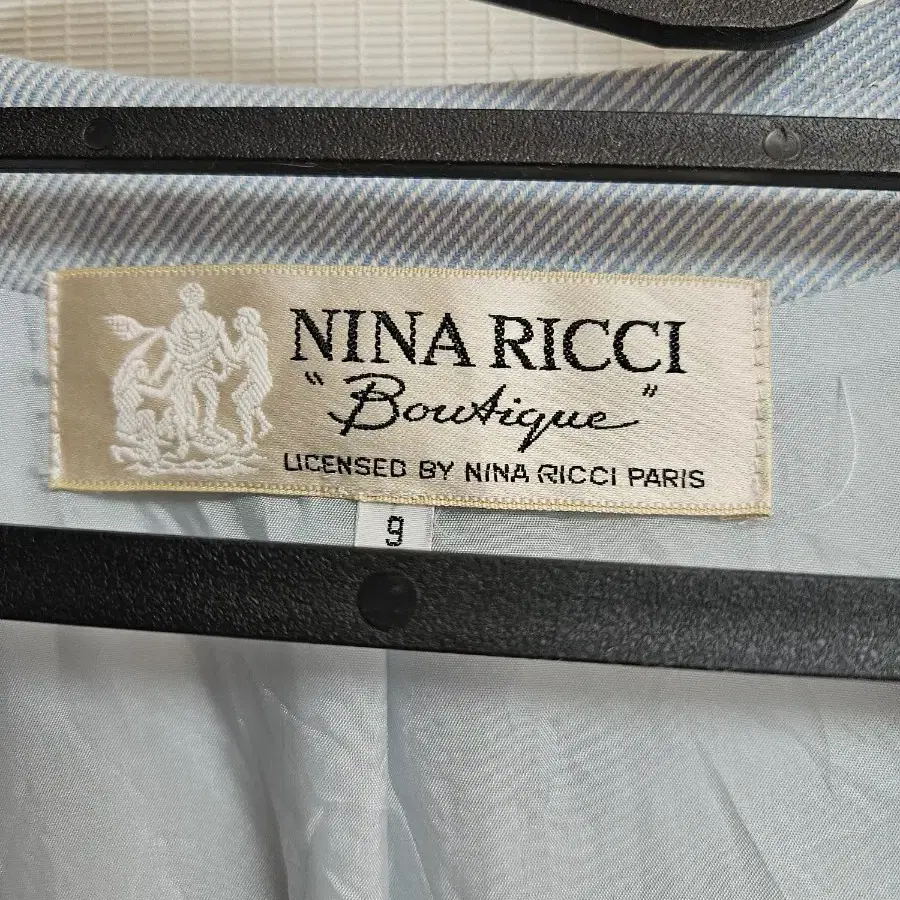 NINA RICCI
"Boutique"
LICENSED BY NINA RICCI PARIS
9